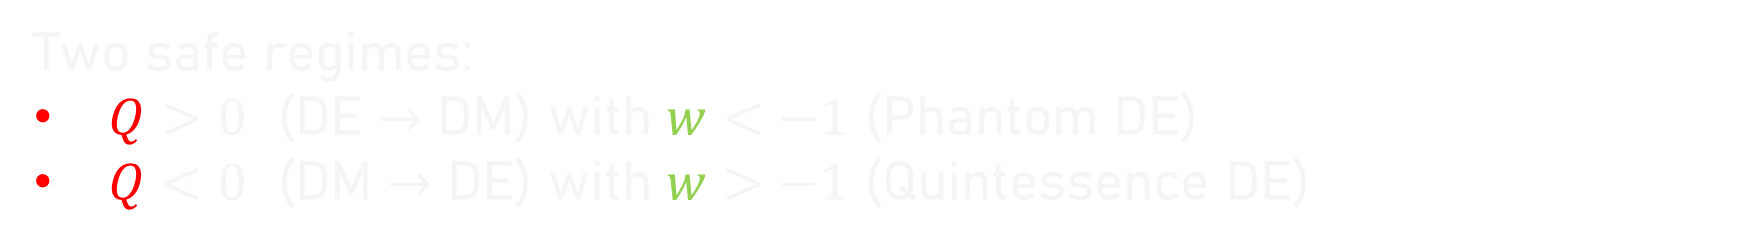 Two safe regimes:
• Q > 0 (DE → DM) with w < −1 (Phantom DE)
• Q < 0 (DM → DE) with w > −1 (Quintessence DE)